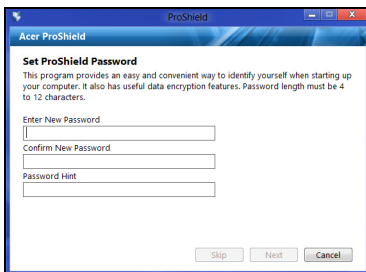 ProShield
Acer ProShield
Set ProShield Password
This program provides an easy and convenient way to identify yourself when starting up
your computer. It also has useful data encryption features. Password length must be 4
to 12 characters.
Enter New Password
Confirm New Password
Password Hint
Skip Next Cancel